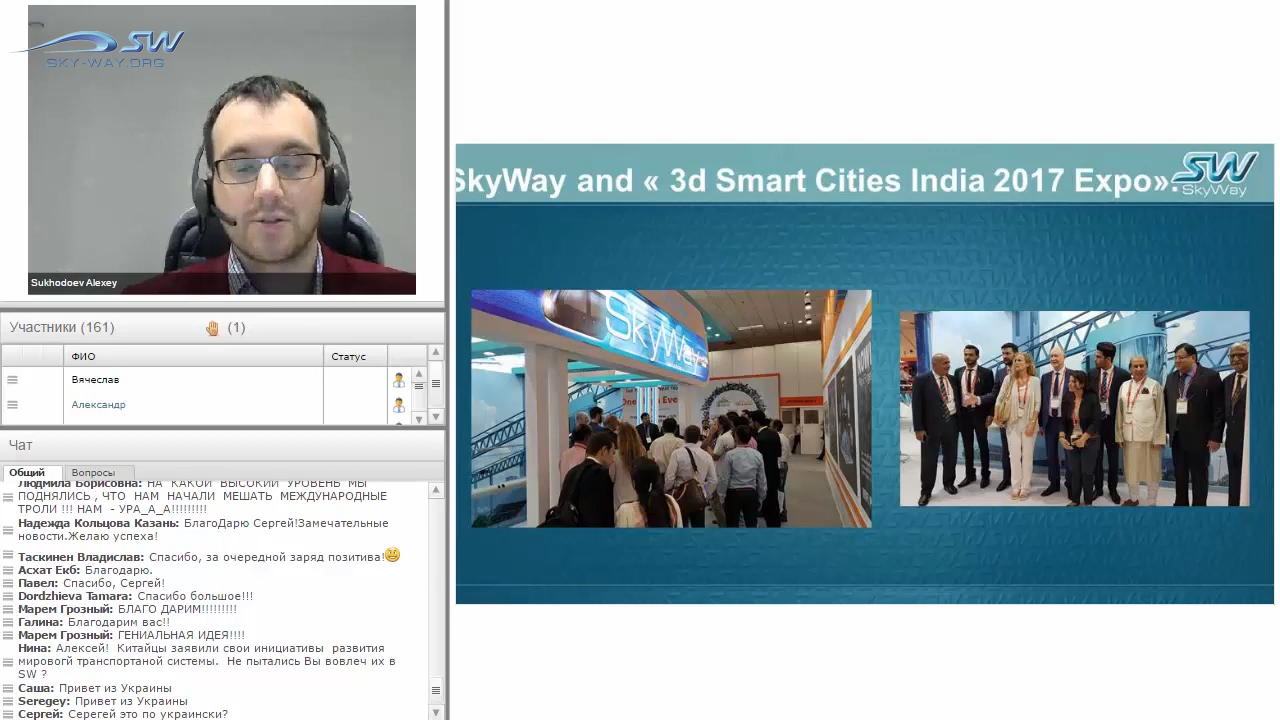 SW
SKY-WAY.ORG
Sukhodoev Alexey
Участники (161)
(1)
ФИО
Статус
Вячеслав
Александр
Чат
Общий
Вопросы
Людмила Борисовна: НА КАКОЙ ВЫСОКИЙ УРОВЕНЬ МЫ
ПОДНЯЛИСЬ , ЧТО НАМ НАЧАЛИ МЕШАТЬ МЕЖДУНАРОДНЫЕ
ТРОЛИ !!! НАМ - УРА_А_А!!!!!!!!!
Надежда Кольцова Казань: БлагоДарю Сергей!Замечательные
новости.Желаю успеха!
Таскинен Владислав: Спасибо, за очередной заряд позитива!
Асхат Екб: Благодарю.
Павел: Спасибо, Сергей!
Dordzhieva Tamara: Спасибо большое!!!
Марем Грозный: БЛАГО ДАРИМ!!!!!!!!!
Галина: Благодарим вас!!
Марем Грозный: ГЕНИАЛЬНАЯ ИДЕЯ!!!!
Нина: Алексей! Китайцы заявили свои инициативы развития
мировогй транспортаной системы. Не пытались Вы вовлеч их в
SW ?
Саша: Привет из Украины
Seregey: Привет из Украины
Сергей: Серегей это по украински?
SkyWay and « 3d Smart Cities India 2017 Expo».
SW
SkyWay
SkyWay